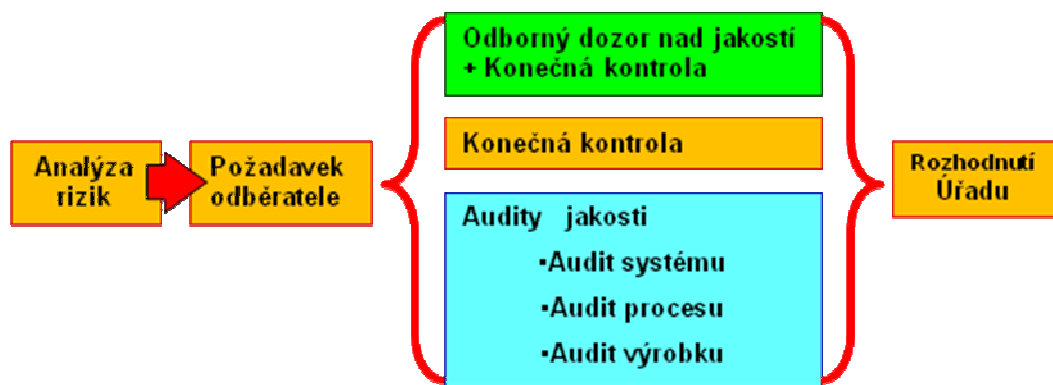 Analýza
rizik
Požadavek
odběratele
Odborný dozor nad jakostí
+ Konečná kontrola
Konečná kontrola
Audity jakosti
▪Audit systému
▪Audit procesu
▪Audit výrobku
Rozhodnutí
Úřadu